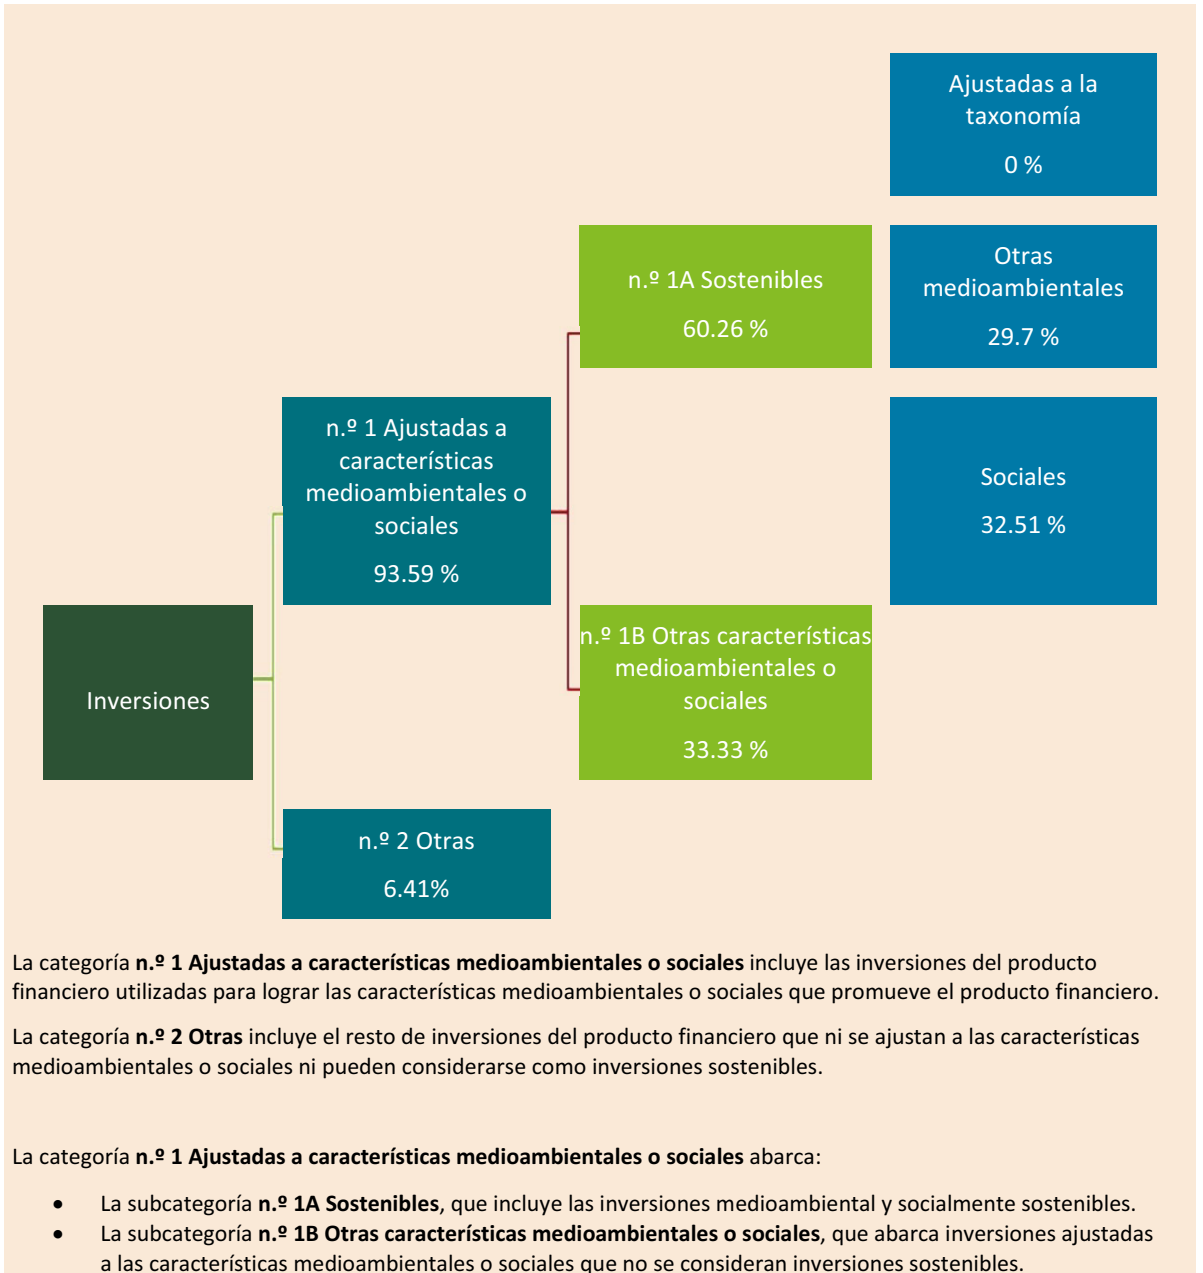 Ajustadas a la
taxonomía
0 %
n.º 1A Sostenibles
60.26 %
Otras
medioambientales
29.7 %
n.º 1 Ajustadas a
características
medioambientales o
sociales
93.59 %
Sociales
32.51 %
Inversiones
n.º 1B Otras características
medioambientales o
sociales
33.33 %
n.º 2 Otras
6.41%
La categoría n.º 1 Ajustadas a características medioambientales o sociales incluye las inversiones del producto
financiero utilizadas para lograr las características medioambientales o sociales que promueve el producto financiero.
La categoría n.º 2 Otras incluye el resto de inversiones del producto financiero que ni se ajustan a las características
medioambientales o sociales ni pueden considerarse como inversiones sostenibles.
La categoría n.º 1 Ajustadas a características medioambientales o sociales abarca:
• La subcategoría n.º 1A Sostenibles, que incluye las inversiones medioambiental y socialmente sostenibles.
• La subcategoría n.º 1B Otras características medioambientales o sociales, que abarca inversiones ajustadas
a las características medioambientales o sociales que no se consideran inversiones sostenibles.